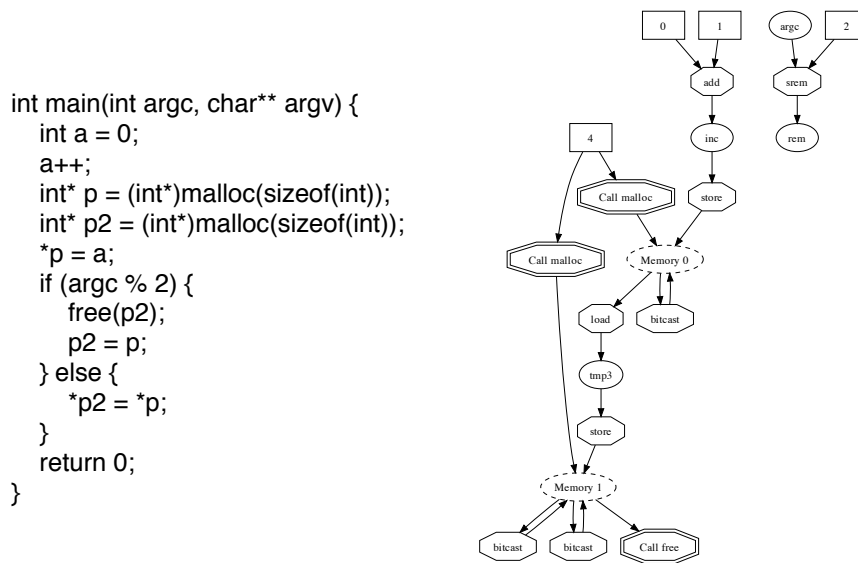 int main(int argc, char** argv) {
int a = 0;
a++;
int* p = (int*)malloc(sizeof(int));
int* p2 = (int*)malloc(sizeof(int));
*p = a;
if (argc % 2) {
free(p2);
p2 = p;
} else {
*p2 = *p;
}
return 0;
}
0 1 argc 2
add srem
4 inc rem
Call malloc store
Call malloc Memory 0
load bitcast
tmp3
store
Memory 1
bitcast bitcast Call free